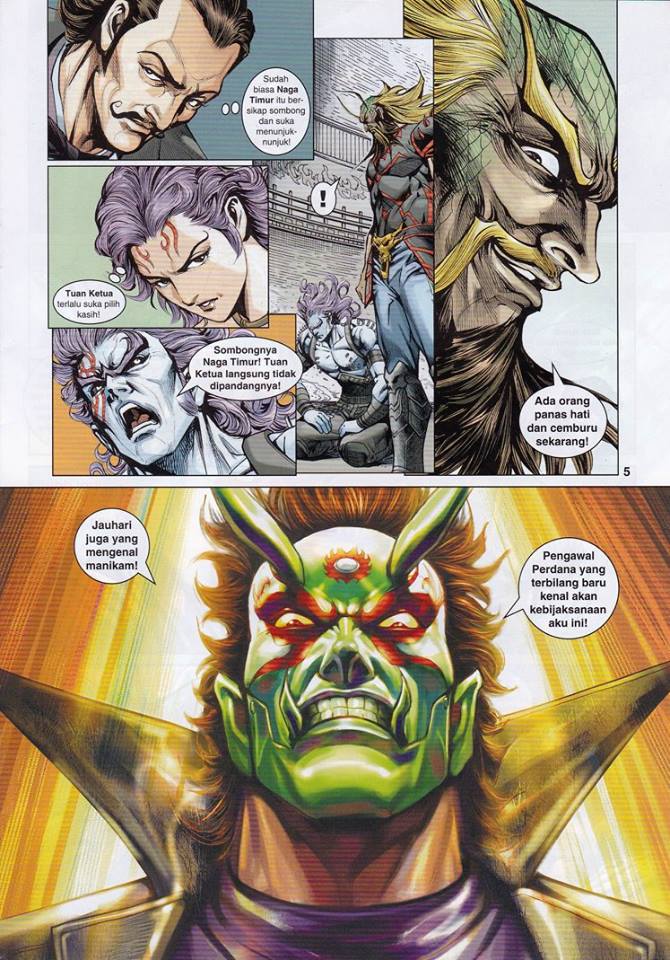 Sudah
biasa Naga
Timur itu ber-
sikap sombong
dan suka
menunjuk-
nunjuk!
Tuan Ketua
terlalu suka pilih
kasih!
!
Sombongnya
Naga Timur! Tuan
Ketua langsung tidak
dipandangnya!
Ada orang
panas hati
dan cemburu
sekarang!
5
Jauhari
juga yang
mengenal
manikam!
Pengawal
Perdana yang
terbilang baru
kenal akan
kebijaksanaan
aku ini!